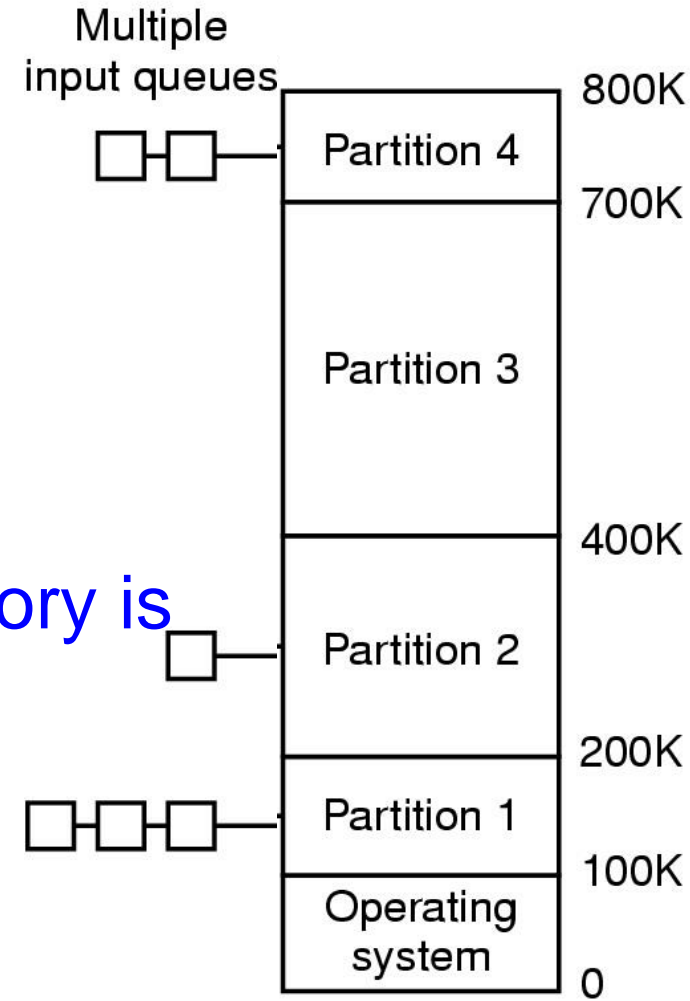 Multiple
input queues
800K
Partition 4
700K
Partition 3
400K
ory is
Partition 2
200K
Partition 1
100K
Operating
system
0